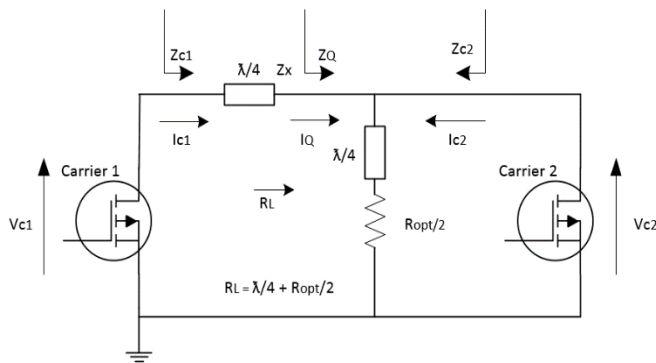 Zc1
ZQ
Zc2
λ/4
Zx
Ic1
IQ
Ic2
λ/4
Carrier 1
Carrier 2
Vc1
RL
Ropt/2
Vc2
RL = λ/4 + Ropt/2